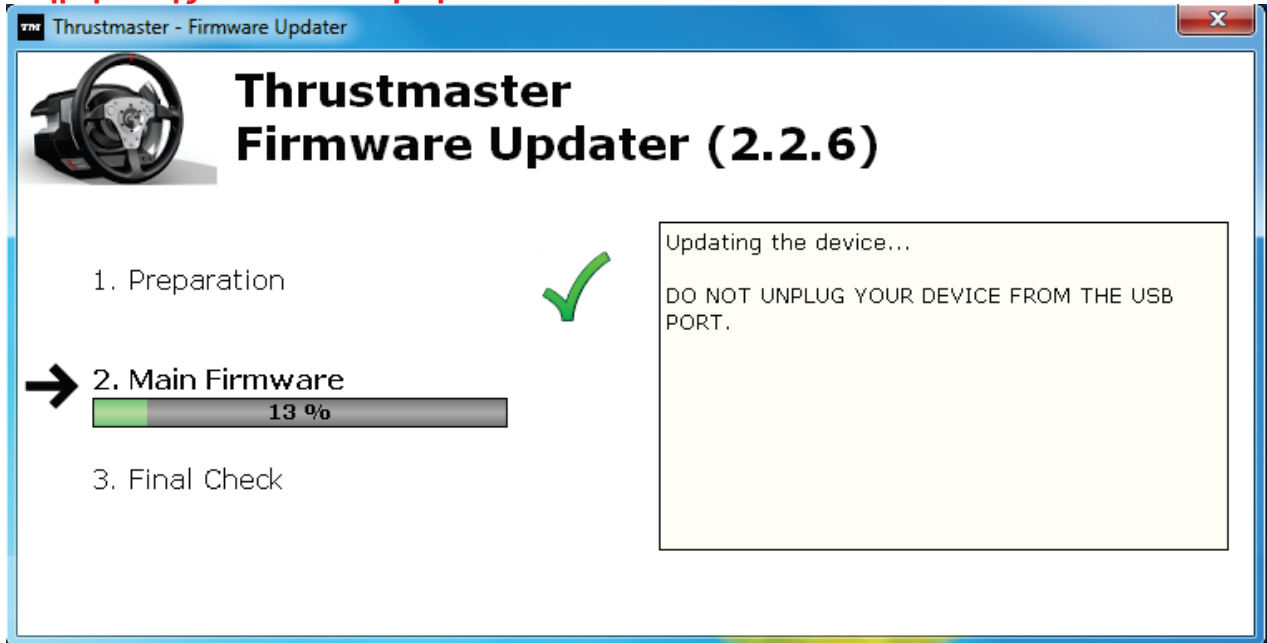 Thrustmaster - Firmware Updater
Thrustmaster
Firmware Updater (2.2.6)
1. Preparation
2. Main Firmware
13 %
3. Final Check
Updating the device...
DO NOT UNPLUG YOUR DEVICE FROM THE USB
PORT.